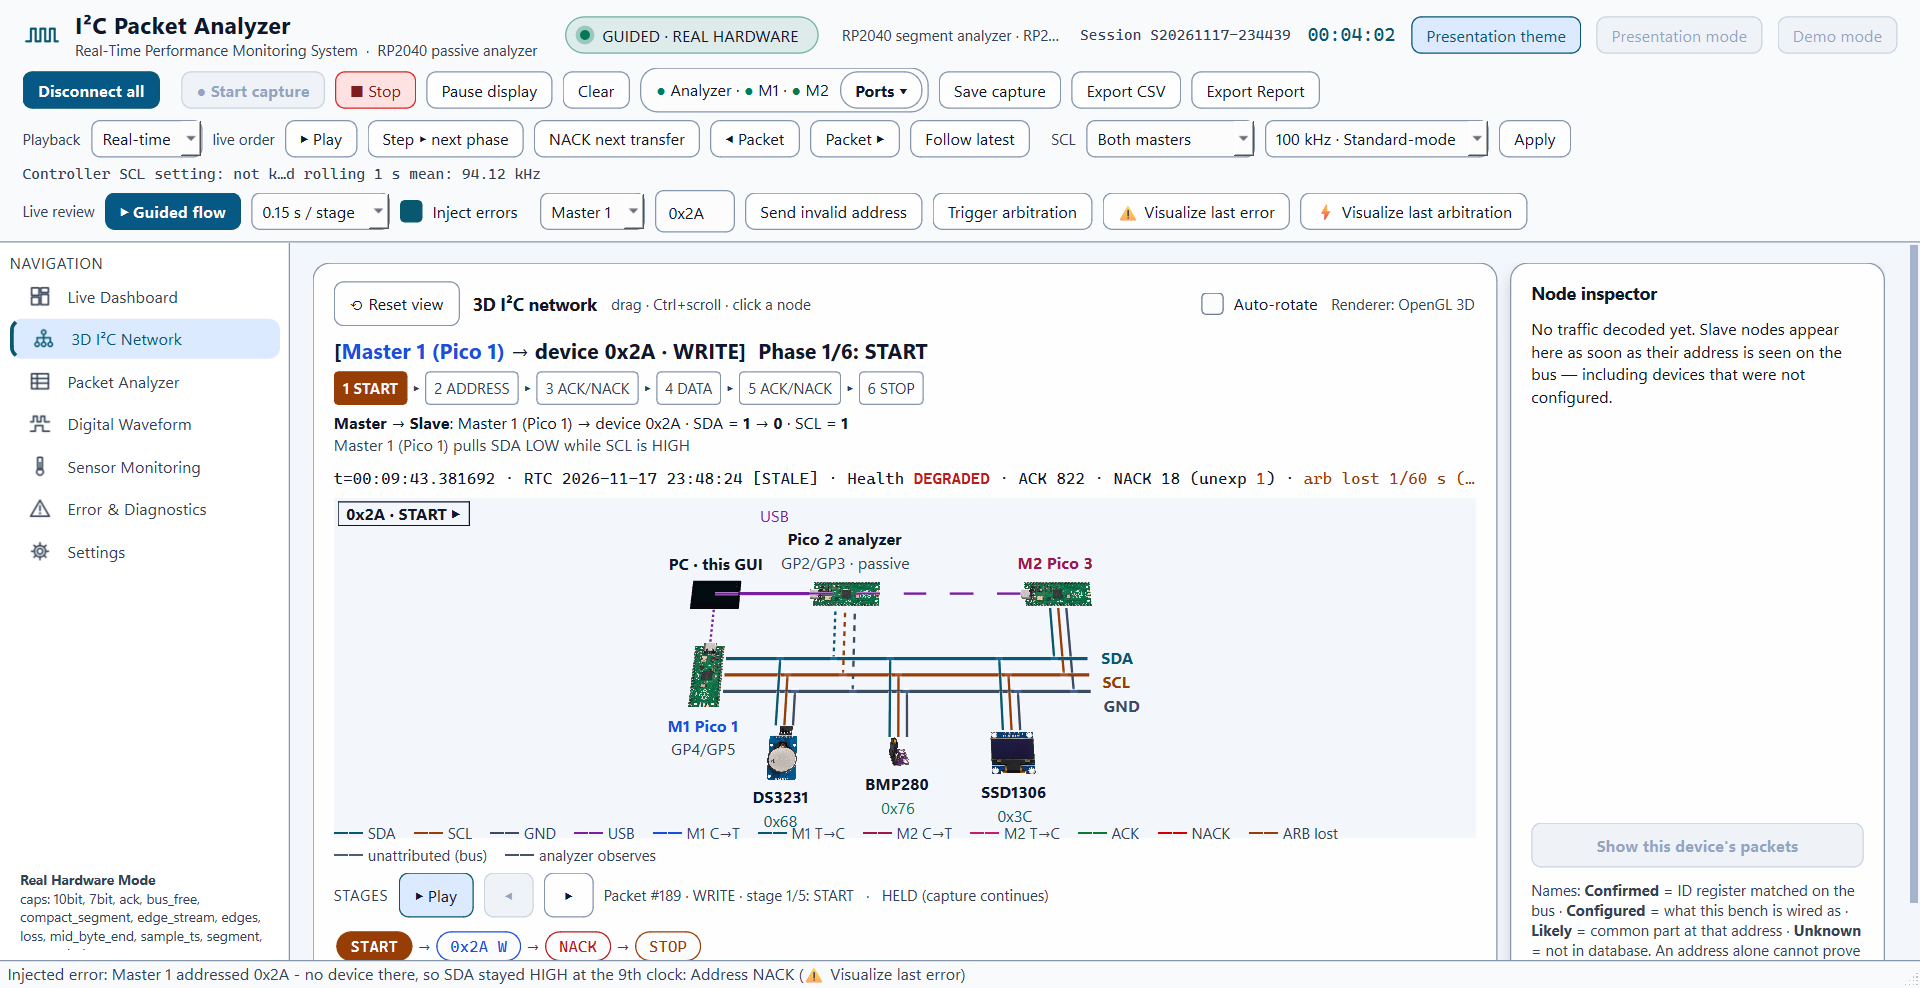 I²C Packet Analyzer
Real-Time Performance Monitoring System · RP2040 passive analyzer
GUIDED · REAL HARDWARE
RP2040 segment analyzer · RP2...
Session S20261117-234439
00:04:02
Presentation theme
Presentation mode
Demo mode
Disconnect all
● Start capture
■ Stop
Pause display
Clear
● Analyzer · ● M1 · ● M2
Ports ▾
Save capture
Export CSV
Export Report
Playback
Real-time
live order
▸ Play
Step ▸ next phase
NACK next transfer
◂ Packet
Packet ▸
Follow latest
SCL
Both masters
100 kHz · Standard-mode
Apply
Controller SCL setting: not k…d rolling 1 s mean: 94.12 kHz
Live review
▸ Guided flow
0.15 s / stage
Inject errors
Master 1
0x2A
Send invalid address
Trigger arbitration
⚠ Visualize last error
⚡ Visualize last arbitration
NAVIGATION
Live Dashboard
3D I²C Network
Packet Analyzer
Digital Waveform
Sensor Monitoring
Error & Diagnostics
Settings
Real Hardware Mode
caps: 10bit, 7bit, ack, bus_free,
compact_segment, edge_stream, edges,
loss, mid_byte_end, sample_ts, segment,
⟲ Reset view
3D I²C network
drag · Ctrl+scroll · click a node
Auto-rotate
Renderer: OpenGL 3D
[Master 1 (Pico 1) → device 0x2A · WRITE] Phase 1/6: START
1 START ▸ 2 ADDRESS ▸ 3 ACK/NACK ▸ 4 DATA ▸ 5 ACK/NACK ▸ 6 STOP
Master → Slave: Master 1 (Pico 1) → device 0x2A · SDA = 1 → 0 · SCL = 1
Master 1 (Pico 1) pulls SDA LOW while SCL is HIGH
t=00:09:43.381692 · RTC 2026-11-17 23:48:24 [STALE] · Health DEGRADED · ACK 822 · NACK 18 (unexp 1) · arb lost 1/60 s (…
0x2A · START ▸
USB
Pico 2 analyzer
PC · this GUI
GP2/GP3 · passive
M2 Pico 3
SDA
SCL
GND
M1 Pico 1
GP4/GP5
DS3231
0x68
BMP280
0x76
SSD1306
0x3C
SDA
SCL
GND
USB
M1 C→T
M1 T→C
M2 C→T
M2 T→C
ACK
NACK
ARB lost
unattributed (bus)
analyzer observes
STAGES
▸ Play
◂
▸
Packet #189 · WRITE · stage 1/5: START · HELD (capture continues)
START → 0x2A W → NACK → STOP
Node inspector
No traffic decoded yet. Slave nodes appear
here as soon as their address is seen on the
bus — including devices that were not
configured.
Show this device's packets
Names: Confirmed = ID register matched on the
bus · Configured = what this bench is wired as ·
Likely = common part at that address · Unknown
= not in database. An address alone cannot prove
Injected error: Master 1 addressed 0x2A - no device there, so SDA stayed HIGH at the 9th clock: Address NACK (⚠ Visualize last error)